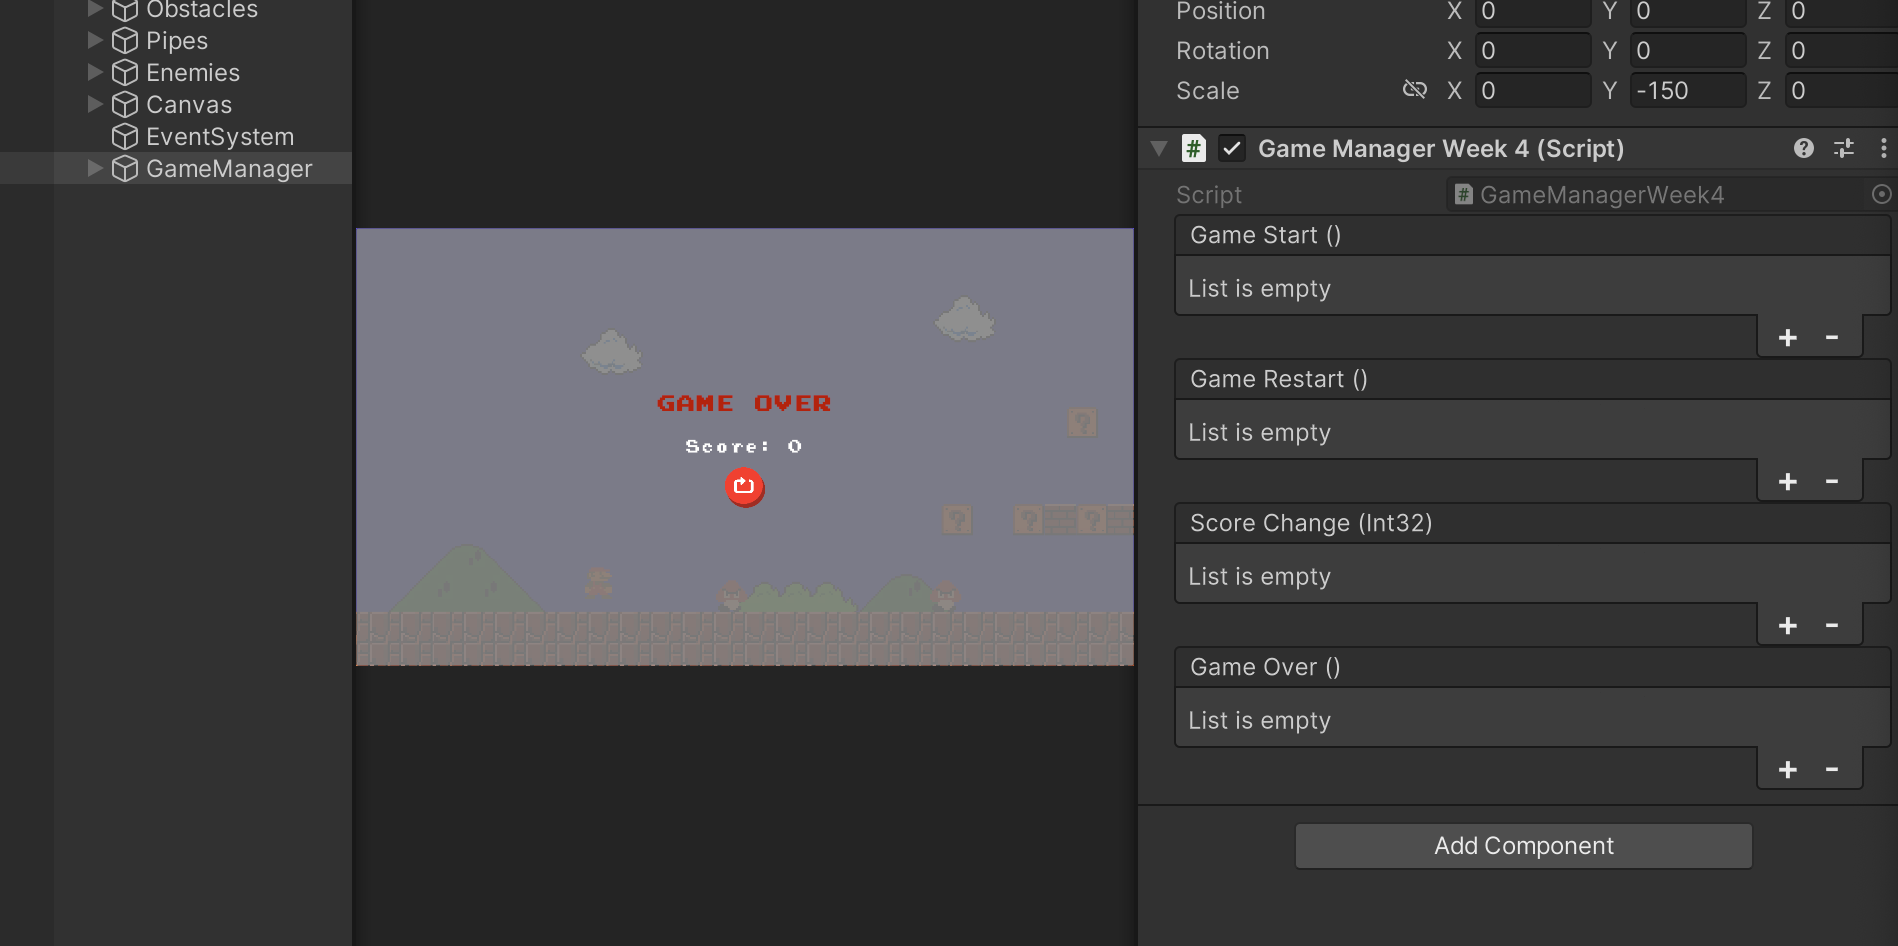 Obstacles
Pipes
Enemies
Canvas
EventSystem
GameManager
GAME OVER
Score: 0
?
? ? ?
Position X 0 Y 0 Z 0
Rotation X 0 Y 0 Z 0
Scale X 0 Y -150 Z 0
# Game Manager Week 4 (Script) ?
Script # GameManagerWeek4
Game Start ()
List is empty
+ -
Game Restart ()
List is empty
+ -
Score Change (Int32)
List is empty
+ -
Game Over ()
List is empty
+ -
Add Component